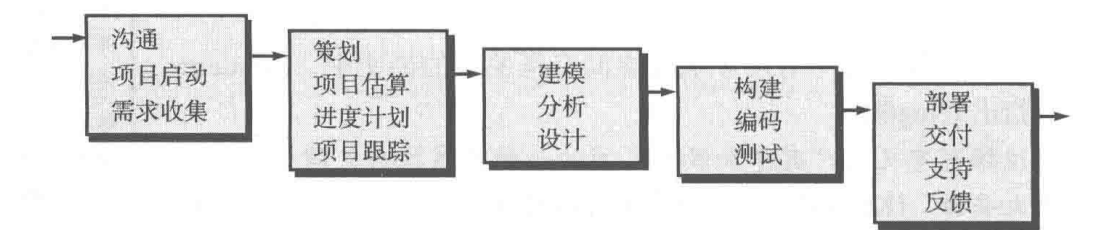 沟通
项目启动
需求收集
策划
项目估算
进度计划
项目跟踪
建模
分析
设计
构建
编码
测试
部署
交付
支持
反馈